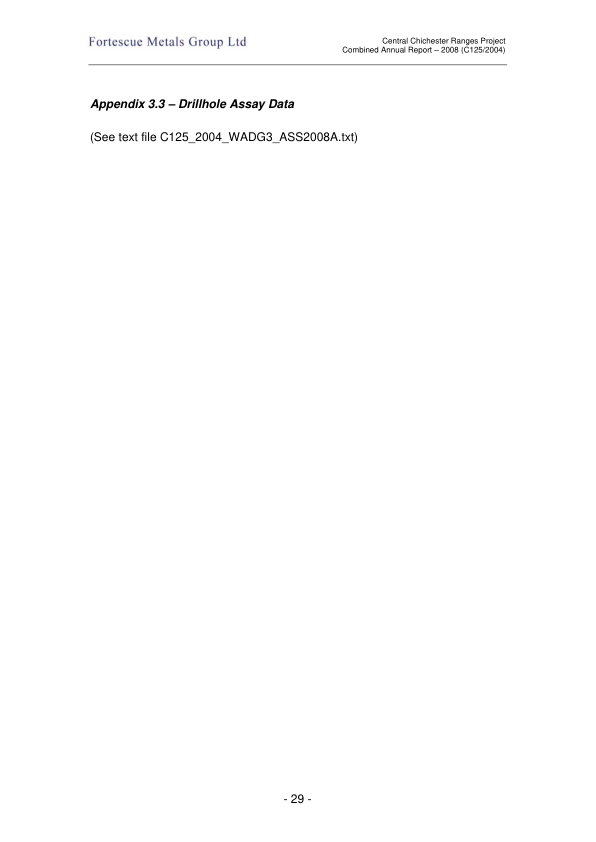 Fortescue Metals Group Ltd
Central Chichester Ranges Project
Combined Annual Report – 2008 (C125/2004)
Appendix 3.3 – Drillhole Assay Data
(See text file C125_2004_WADG3_ASS2008A.txt)
- 29 -